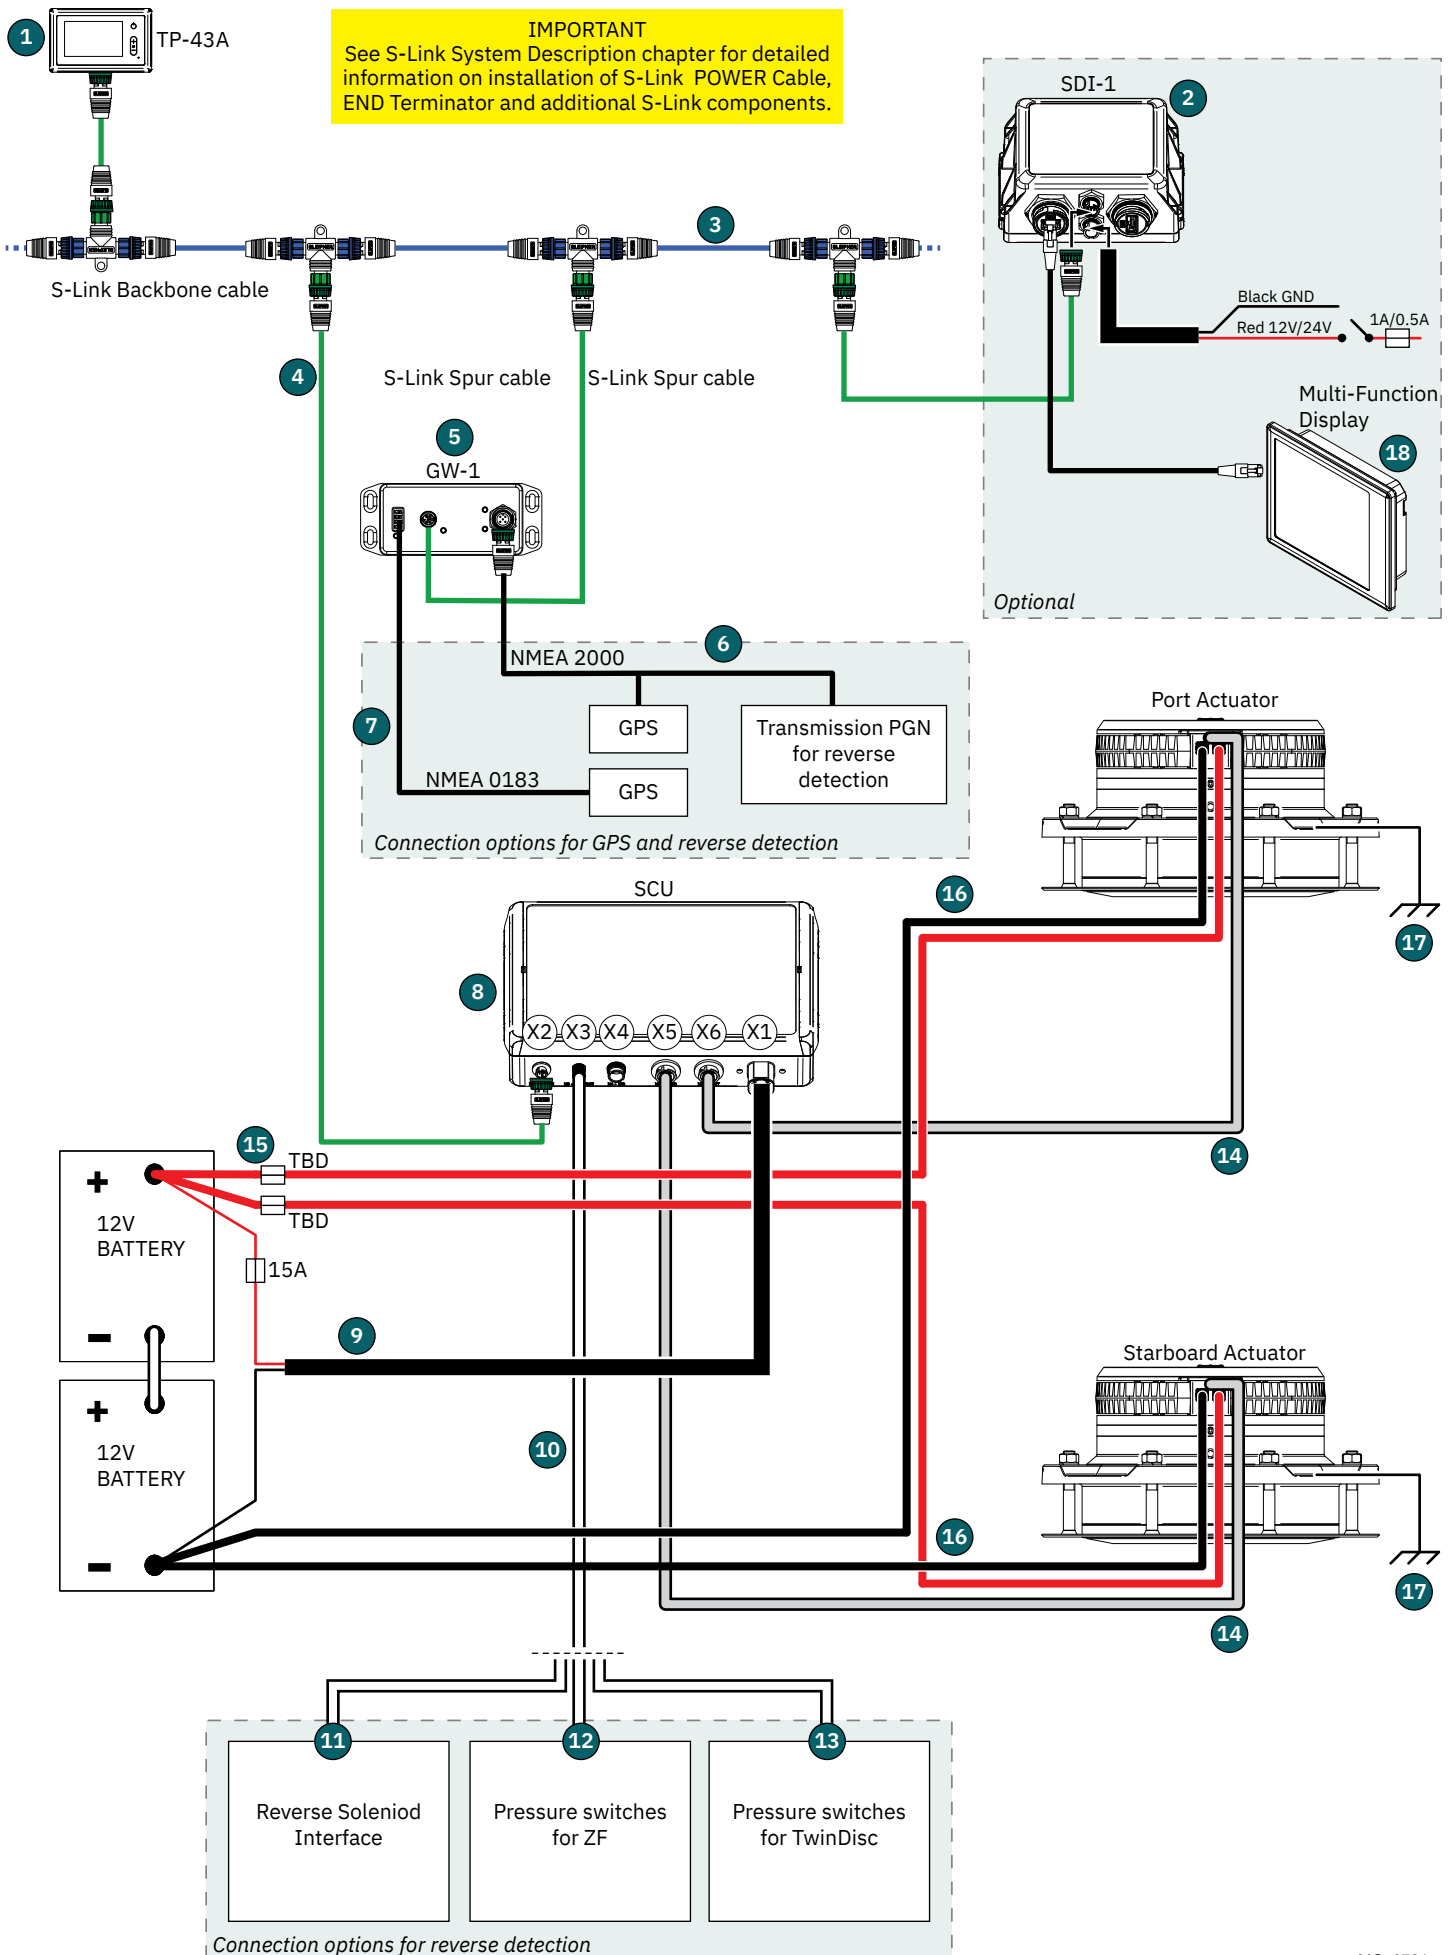 1
TP-43A
IMPORTANT
See S-Link System Description chapter for detailed
information on installation of S-Link POWER Cable,
END Terminator and additional S-Link components.
SDI-1
2
3
S-Link Backbone cable
Black GND
Red 12V/24V
1A/0.5A
4
S-Link Spur cable
S-Link Spur cable
Multi-Function
Display
18
5
GW-1
Optional
6
NMEA 2000
7
GPS
Transmission PGN
for reverse
detection
NMEA 0183
GPS
Connection options for GPS and reverse detection
Port Actuator
SCU
16
17
8
X2
X3
X4
X5
X6
X1
15
TBD
14
+
12V
BATTERY
TBD
15A
–
9
Starboard Actuator
+
12V
BATTERY
10
–
16
17
14
11
12
13
Reverse Soleniod
Interface
Pressure switches
for ZF
Pressure switches
for TwinDisc
Connection options for reverse detection